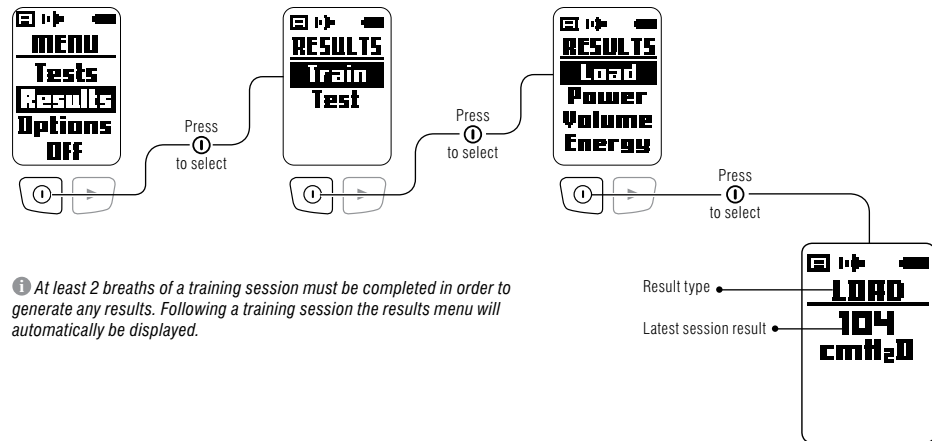 MENU
Tests
Results
Options
Off
Press
to select
RESULTS
Train
Test
Press
to select
RESULTS
Load
Power
Volume
Energy
Press
to select
At least 2 breaths of a training session must be completed in order to
generate any results. Following a training session the results menu will
automatically be displayed.
Result type
LOAD
Latest session result
104
cmH₂O